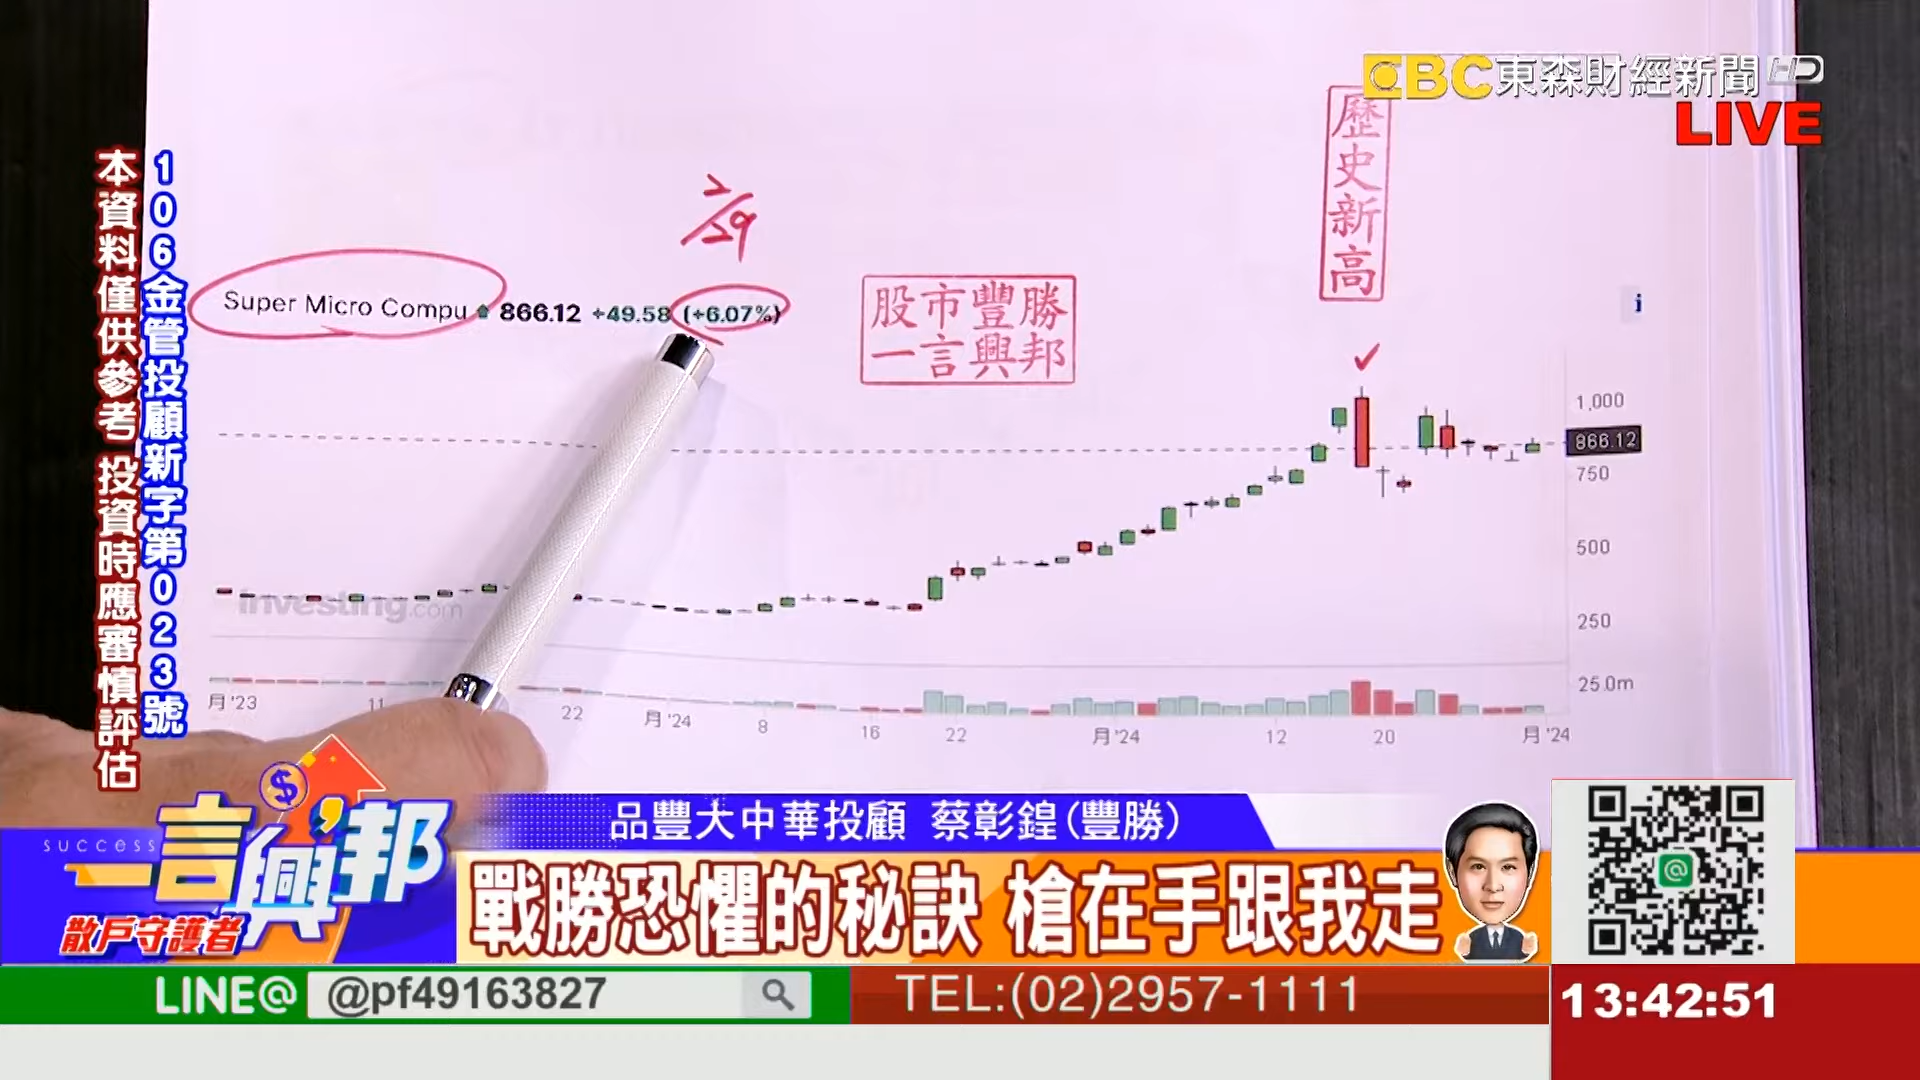 EBC 東森財經新聞 HD
LIVE
歷史新高
106金管投顧新字第023號
本資料僅供參考 投資時應審慎評估
2/29
Super Micro Compu 866.12 +49.58 (+6.07%)
股市豐勝
一言興邦
i
1,000
866.12
750
500
250
25.0m
Investing.com
月 '23
11
22
月 '24
8
16
22
月 '24
12
20
月 '24
$
success
一言興邦
散戶守護者
品豐大中華投顧 蔡彰鍠(豐勝)
戰勝恐懼的秘訣 槍在手跟我走
LINE@ @pf49163827
TEL:(02)2957-1111
13:42:51